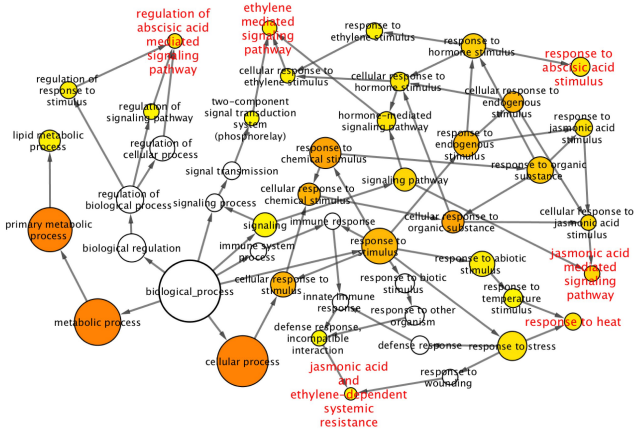 regulation of
abscisic acid
mediated
signaling
pathway
ethylene
mediated
signaling
pathway
response to
ethylene stimulus
response to
hormone stimulus
response to
abscisic acid
stimulus
regulation of
response to
stimulus
cellular response to
ethylene stimulus
cellular response to
hormone stimulus
cellular response to
endogenous
stimulus
regulation of
signaling pathway
two-component
signal transduction
system
(phosphorelay)
hormone-mediated
signaling pathway
response to
jasmonic acid
stimulus
lipid metabolic
process
regulation of
cellular process
response to
chemical stimulus
response to
endogenous
stimulus
signal transmission
signaling pathway
response to organic
substance
regulation of
biological process
signaling process
cellular response to
chemical stimulus
primary metabolic
process
signaling
immune response
cellular response to
organic substance
cellular response to
jasmonic acid
stimulus
biological regulation
immune system
process
response to
stimulus
response to abiotic
stimulus
jasmonic acid
mediated
signaling
pathway
biological_process
cellular response to
stimulus
response to biotic
stimulus
response to
temperature
stimulus
innate immune
response
response to other
organism
metabolic process
defense response,
incompatible
interaction
response to heat
cellular process
defense response
response to stress
jasmonic acid
and
ethylene-dependent
systemic
resistance
response to
wounding